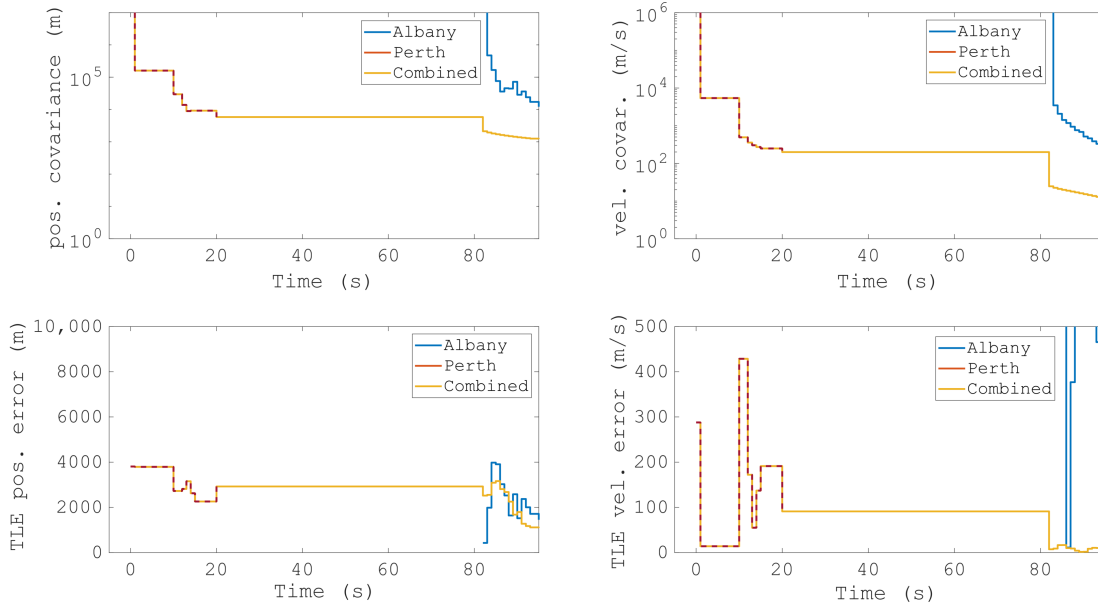 pos. covariance (m)
10^5
10^0
0
20
40
60
80
Time (s)
Albany
Perth
Combined
vel. covar. (m/s)
10^6
10^4
10^2
10^0
0
20
40
60
80
Time (s)
Albany
Perth
Combined
TLE pos. error (m)
10,000
8000
6000
4000
2000
0
0
20
40
60
80
Time (s)
Albany
Perth
Combined
TLE vel. error (m/s)
500
400
300
200
100
0
0
20
40
60
80
Time (s)
Albany
Perth
Combined